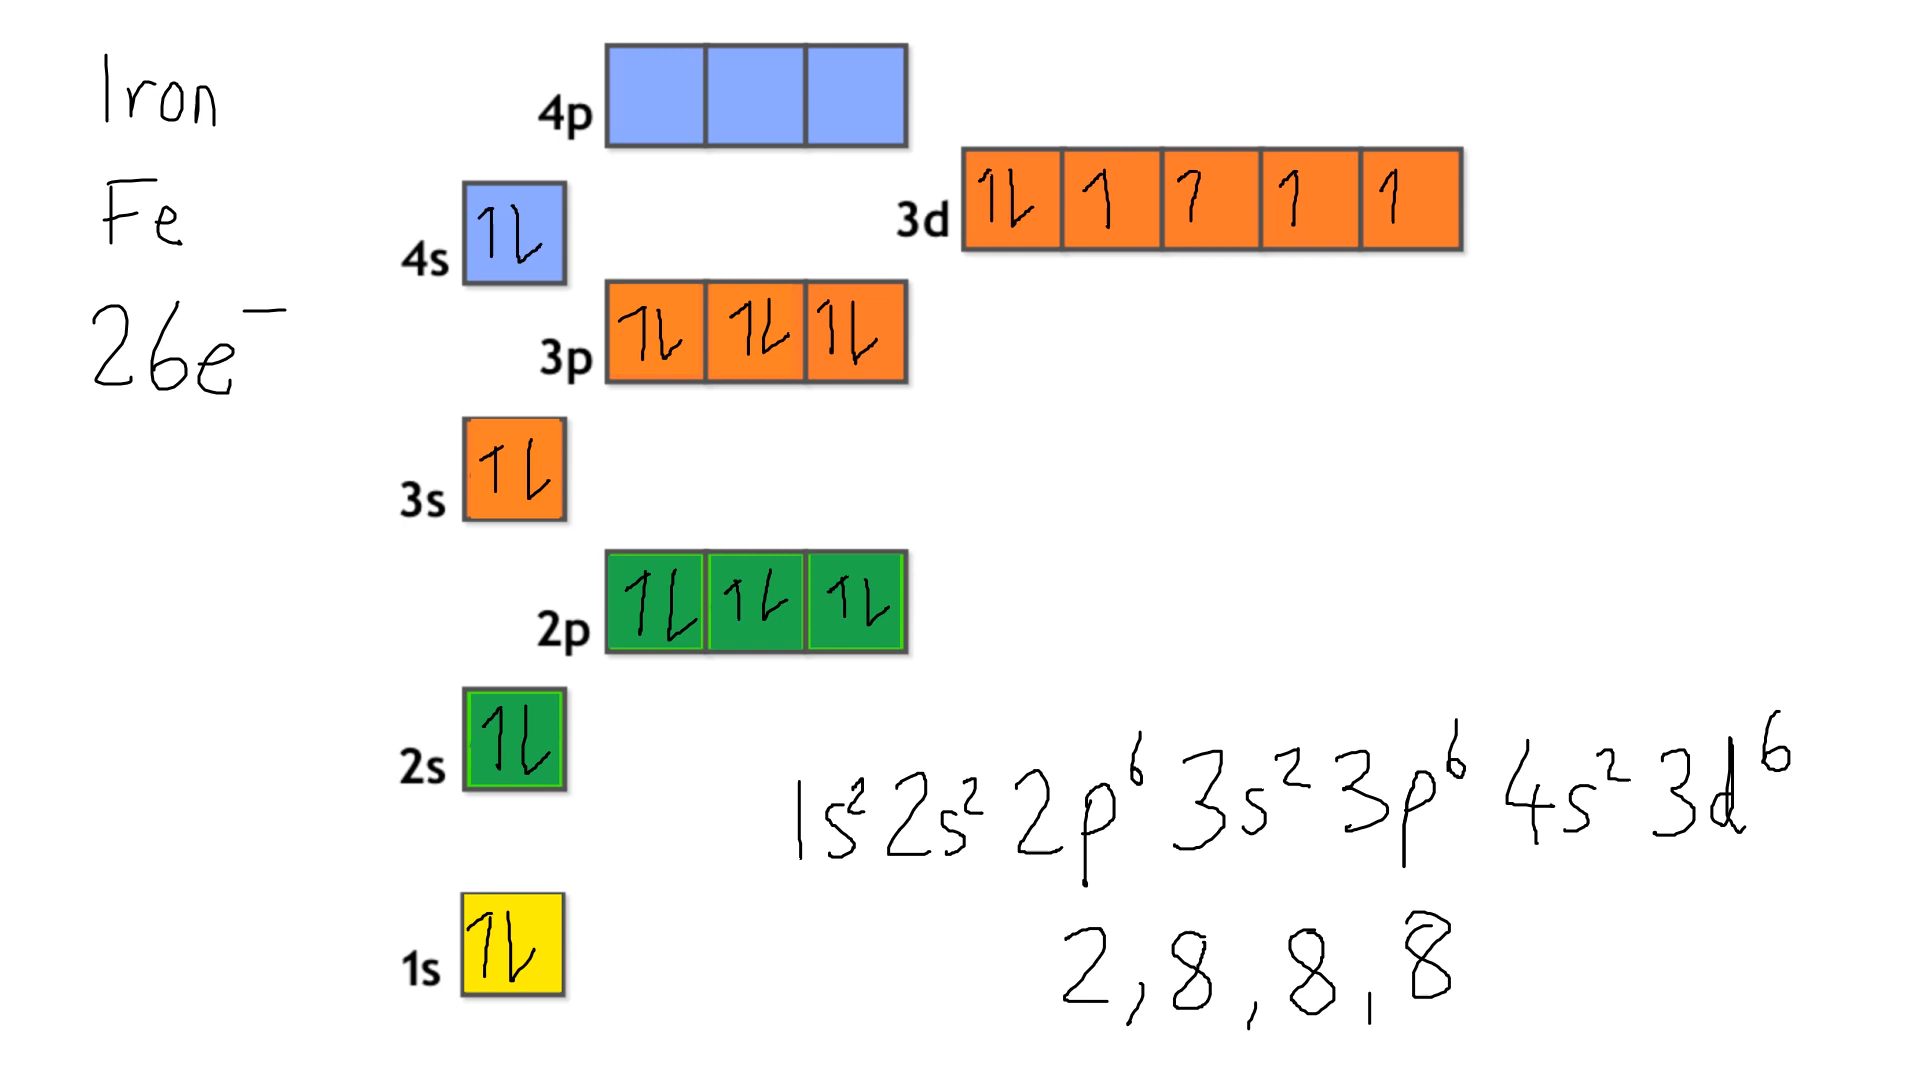 Iron
Fe
26e⁻
4p
3d ↑↓ ↑ ↑ ↑ ↑
4s ↑↓
3p ↑↓ ↑↓ ↑↓
3s ↑↓
2p ↑↓ ↑↓ ↑↓
2s ↑↓
1s ↑↓
1s² 2s² 2p⁶ 3s² 3p⁶ 4s² 3d⁶
2, 8, 8, 8